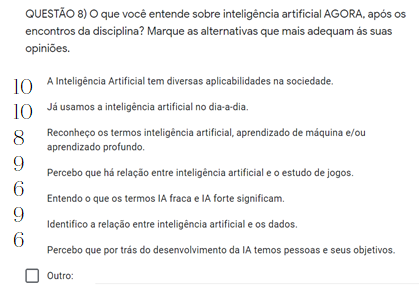 QUESTÃO 8) O que você entende sobre inteligência artificial AGORA, após os
encontros da disciplina? Marque as alternativas que mais adequam ás suas
opiniões.
10 A Inteligência Artificial tem diversas aplicabilidades na sociedade.
10 Já usamos a inteligência artificial no dia-a-dia.
8 Reconheço os termos inteligência artificial, aprendizado de máquina e/ou
aprendizado profundo.
9 Percebo que há relação entre inteligência artificial e o estudo de jogos.
6 Entendo o que os termos IA fraca e IA forte significam.
9 Identifico a relação entre inteligência artificial e os dados.
6 Percebo que por trás do desenvolvimento da IA temos pessoas e seus objetivos.
Outro: